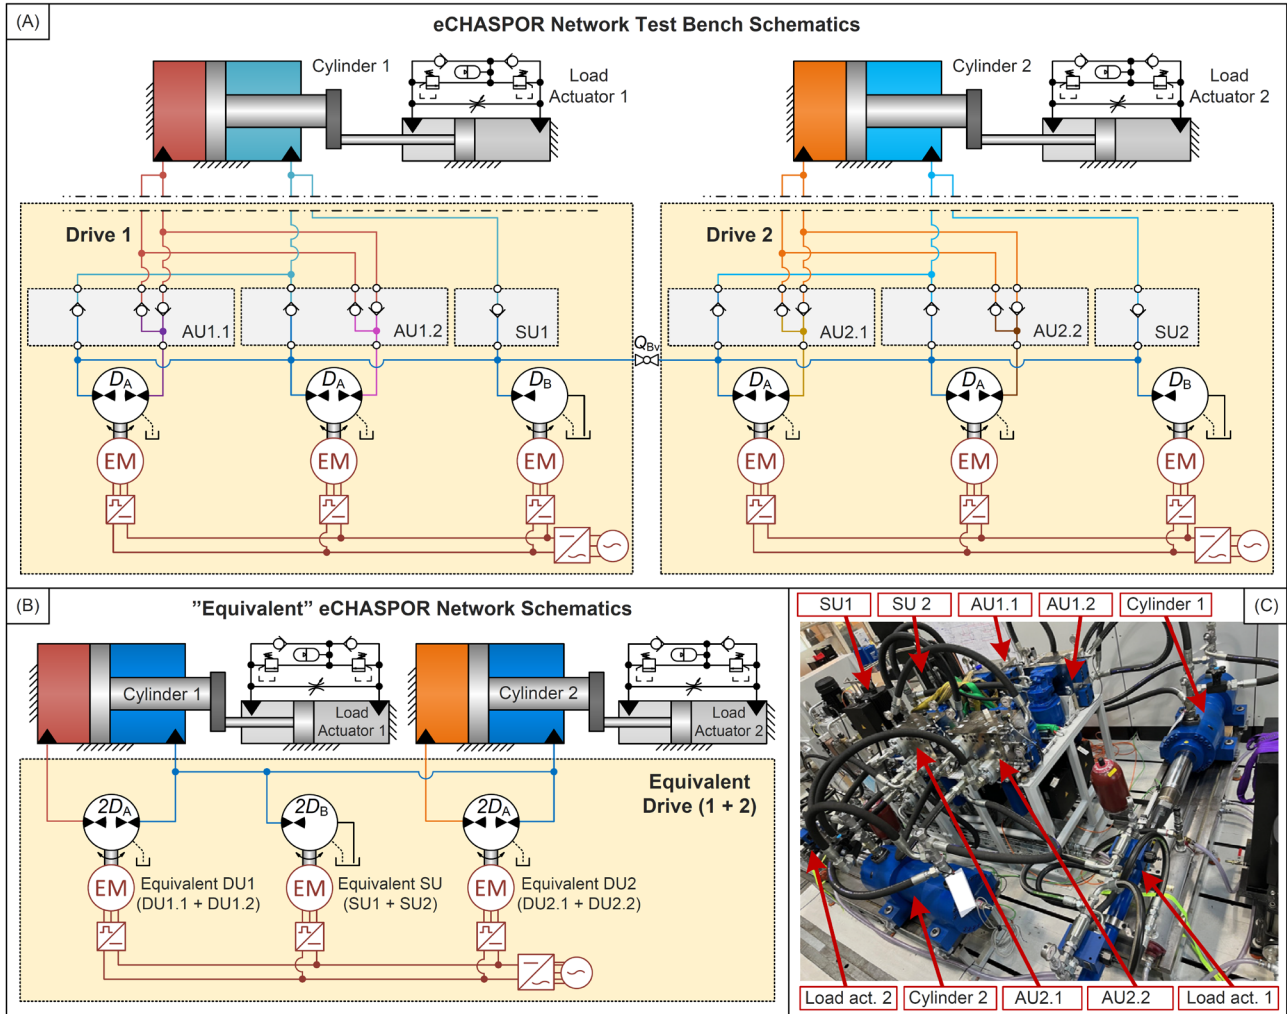 (A)
eCHASPOR Network Test Bench Schematics
Cylinder 1
Load
Actuator 1
Cylinder 2
Load
Actuator 2
Drive 1
Drive 2
AU1.1
AU1.2
SU1
AU2.1
AU2.2
SU2
QBv
DA
DA
DB
DA
DA
DB
EM
EM
EM
EM
EM
EM
(B)
”Equivalent” eCHASPOR Network Schematics
Cylinder 1
Load
Actuator 1
Cylinder 2
Load
Actuator 2
Equivalent
Drive (1 + 2)
2DA
2DB
2DA
EM
Equivalent DU1
(DU1.1 + DU1.2)
EM
Equivalent SU
(SU1 + SU2)
EM
Equivalent DU2
(DU2.1 + DU2.2)
(C)
SU1
SU 2
AU1.1
AU1.2
Cylinder 1
Load act. 2
Cylinder 2
AU2.1
AU2.2
Load act. 1